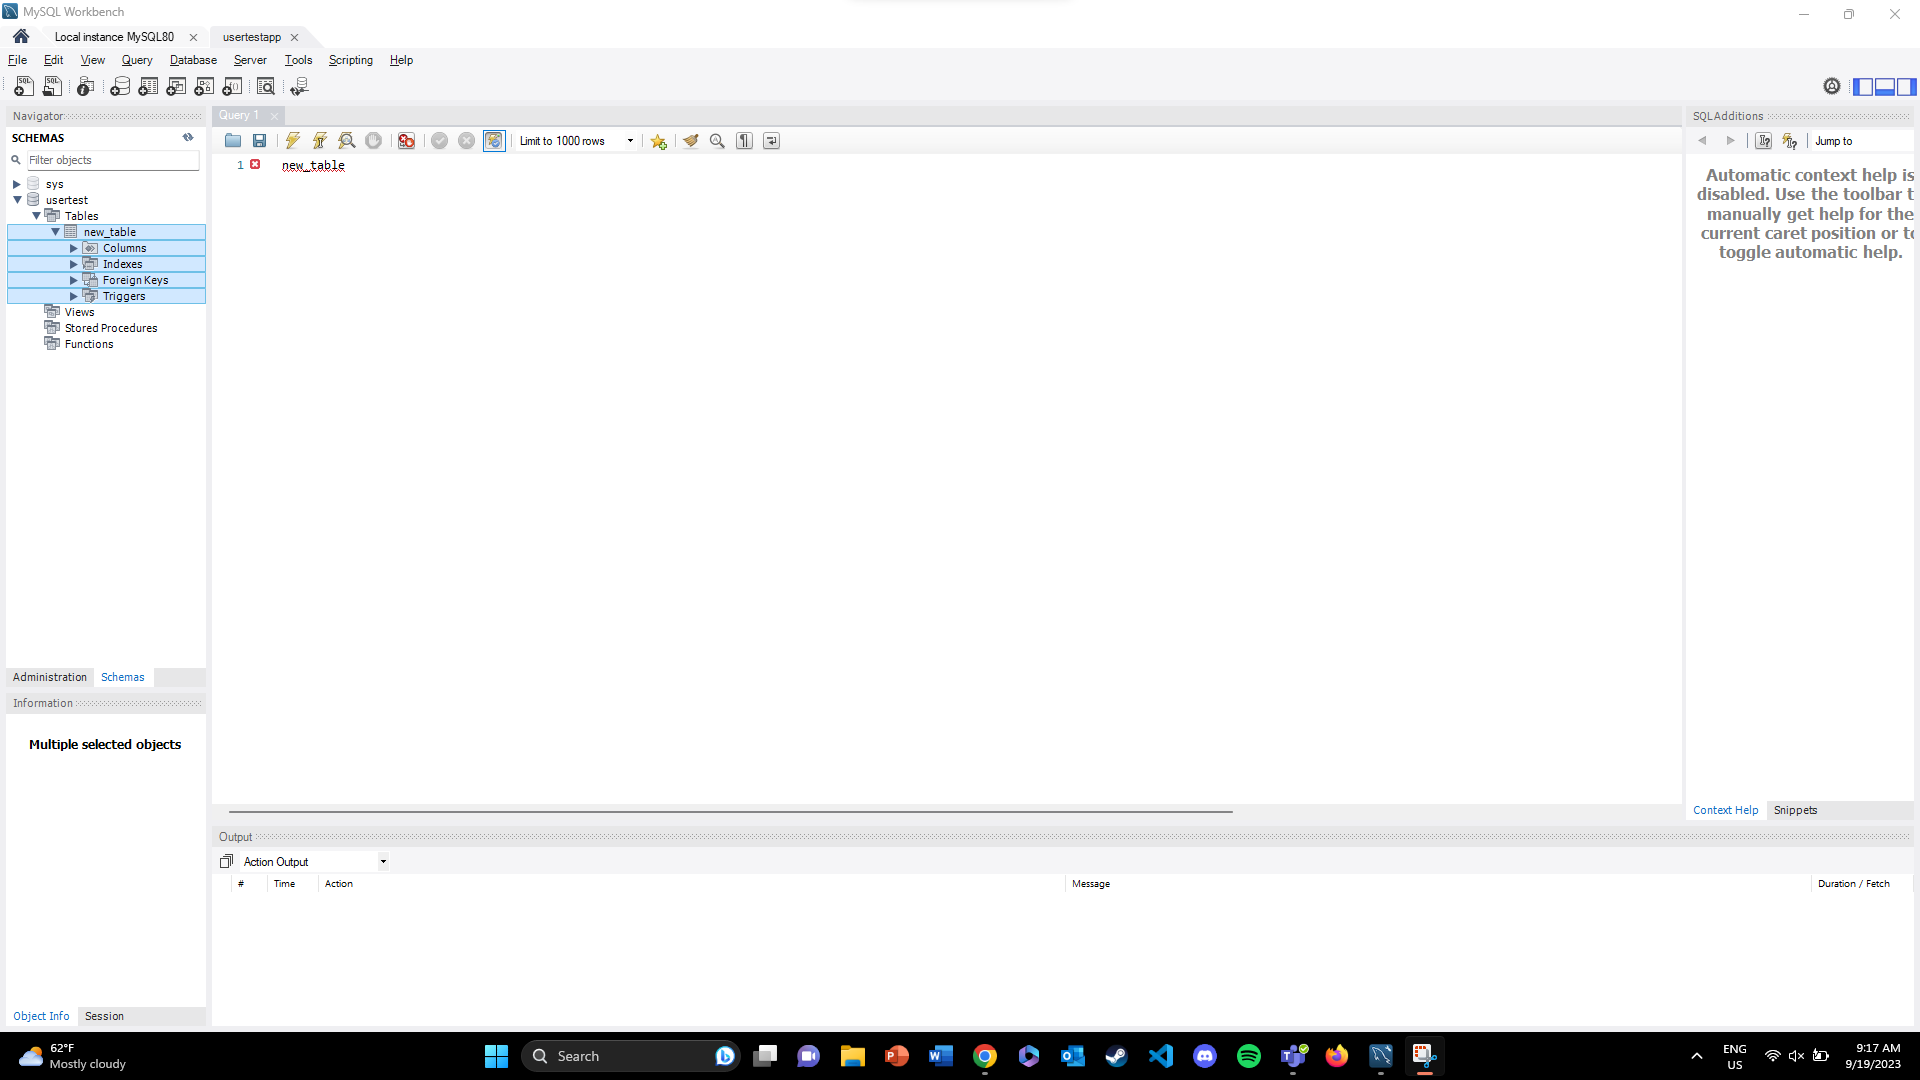 MySQL Workbench
Local instance MySQL80
usertestapp
File Edit View Query Database Server Tools Scripting Help
Navigator
SCHEMAS
Filter objects
sys
usertest
Tables
new_table
Columns
Indexes
Foreign Keys
Triggers
Views
Stored Procedures
Functions
Administration Schemas
Information
Multiple selected objects
Object Info Session
Query 1
Limit to 1000 rows
1 new_table
Output
Action Output
# Time Action Message Duration / Fetch
SQLAdditions
Jump to
Automatic context help is
disabled. Use the toolbar t
manually get help for the
current caret position or to
toggle automatic help.
Context Help Snippets
62°F
Mostly cloudy
Search
ENG
US
9:17 AM
9/19/2023